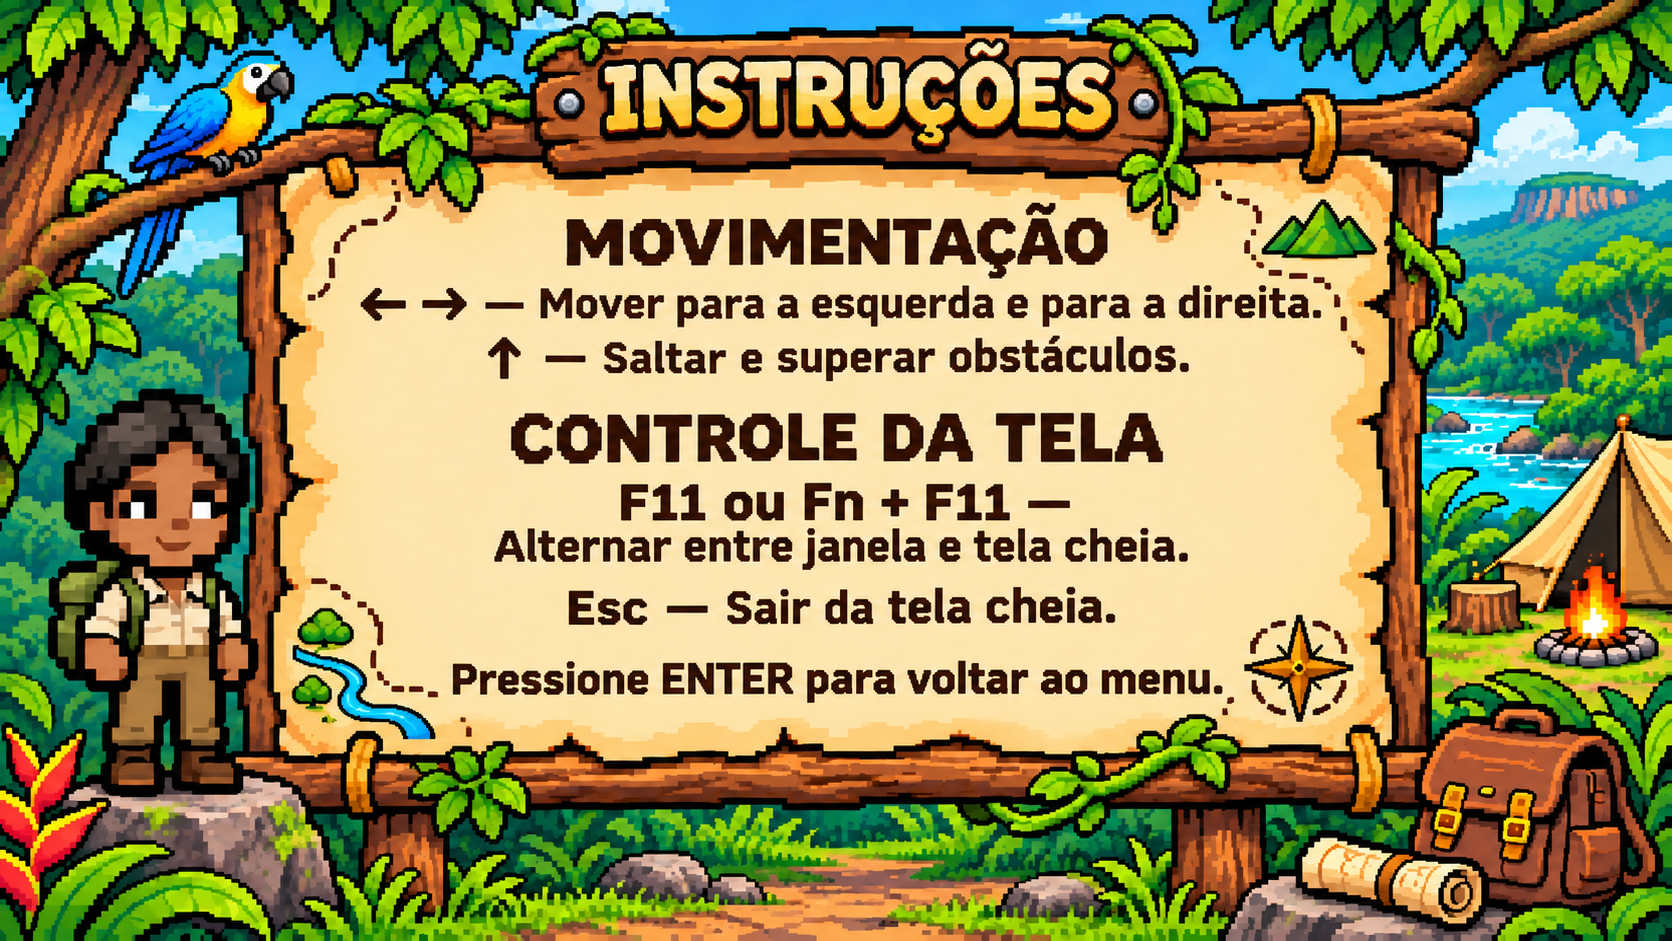 INSTRUÇÕES
MOVIMENTAÇÃO
← → — Mover para a esquerda e para a direita.
↑ — Saltar e superar obstáculos.
CONTROLE DA TELA
F11 ou Fn + F11 —
Alternar entre janela e tela cheia.
Esc — Sair da tela cheia.
Pressione ENTER para voltar ao menu.